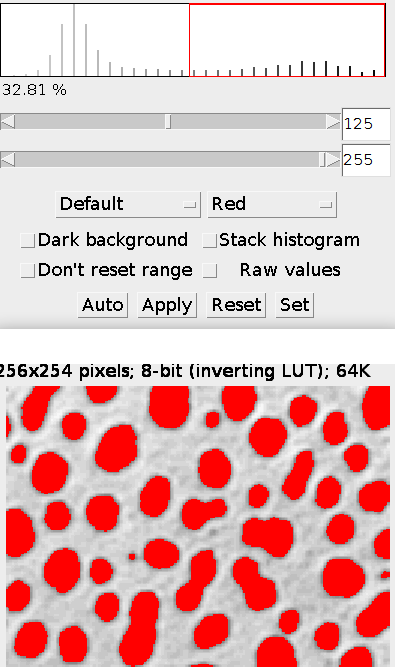 32.81 %
125
255
Default Red
Dark background Stack histogram
Don't reset range Raw values
Auto Apply Reset Set
256x254 pixels; 8-bit (inverting LUT); 64K